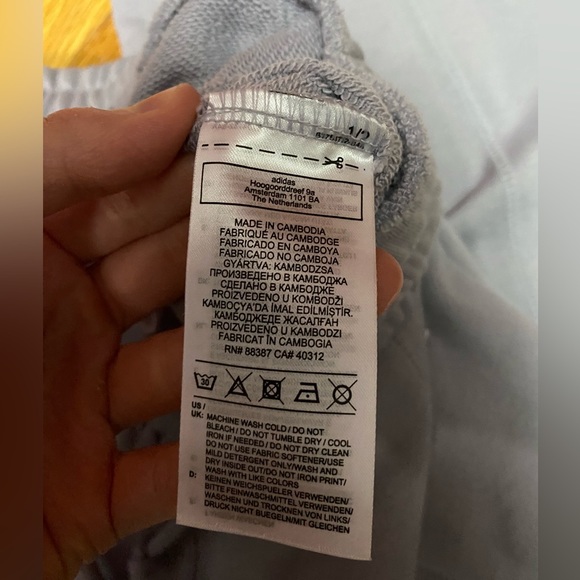 1/2
adidas
Hoogoorddreef 9a
Amsterdam 1101 BA
The Netherlands
MADE IN CAMBODIA
FABRIQUÉ AU CAMBODGE
FABRICADO EN CAMBOYA
FABRICADO NO CAMBOJA
GYÁRTVA: KAMBODZSA
ПРОИЗВЕДЕНО В КАМБОДЖА
СДЕЛАНО В КАМБОДЖЕ
PROIZVEDENO U KOMBODŽI
KAMBOÇYA'DA İMAL EDİLMİŞTİR.
КАМБОДЖЕДЕ ЖАСАЛҒАН
PROIZVEDENO U KAMBODZI
FABRICAT ÎN CAMBOGIA
RN# 88387 CA# 40312
30
US /
UK: MACHINE WASH COLD / DO NOT
BLEACH / DO NOT TUMBLE DRY / COOL
IRON IF NEEDED / DO NOT DRY CLEAN
DO NOT USE FABRIC SOFTENER/USE
MILD DETERGENT ONLY/WASH AND
DRY INSIDE OUT/DO NOT IRON PRINT/
WASH WITH LIKE COLORS
D: KEINEN WEICHSPUELER VERWENDEN/
BITTE FEINWASCHMITTEL VERWENDEN/
WASCHEN UND TROCKNEN VON LINKS/
DRUCK NICHT BUEGELN/MIT GLEICHEN